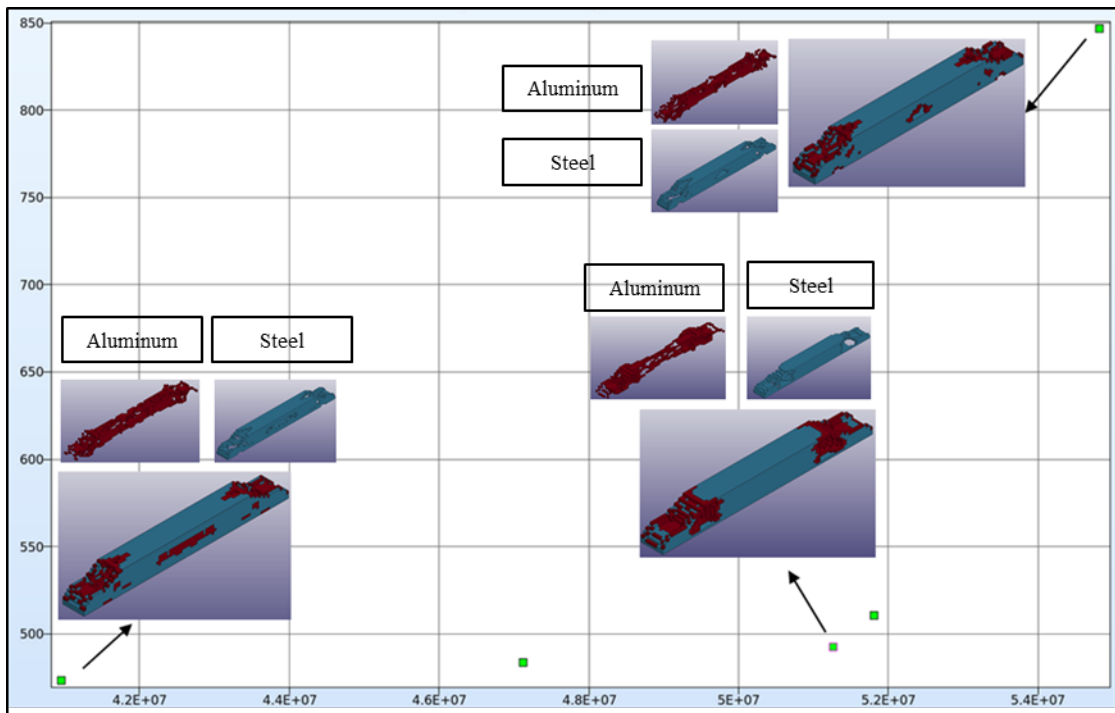 850
800
750
700
650
600
550
500
Aluminum
Steel
Aluminum
Steel
Aluminum
Steel
4.2E+07
4.4E+07
4.6E+07
4.8E+07
5E+07
5.2E+07
5.4E+07